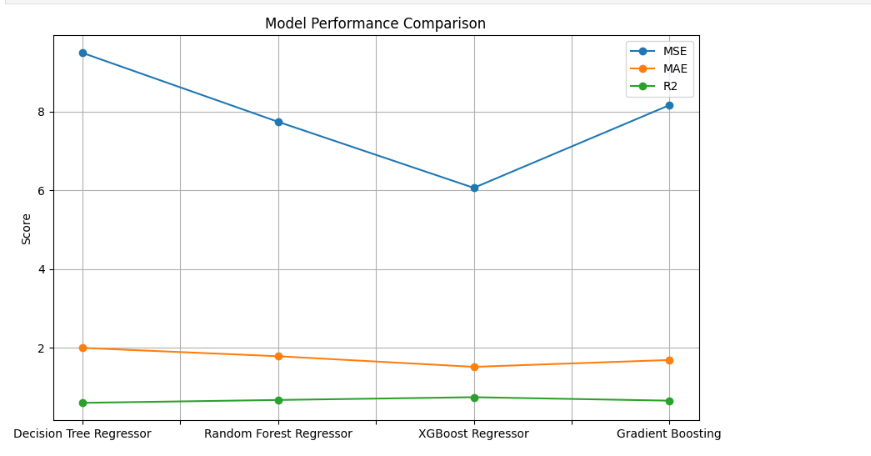 Model Performance Comparison
MSE
MAE
R2
8
6
4
2
Score
Decision Tree Regressor Random Forest Regressor XGBoost Regressor Gradient Boosting